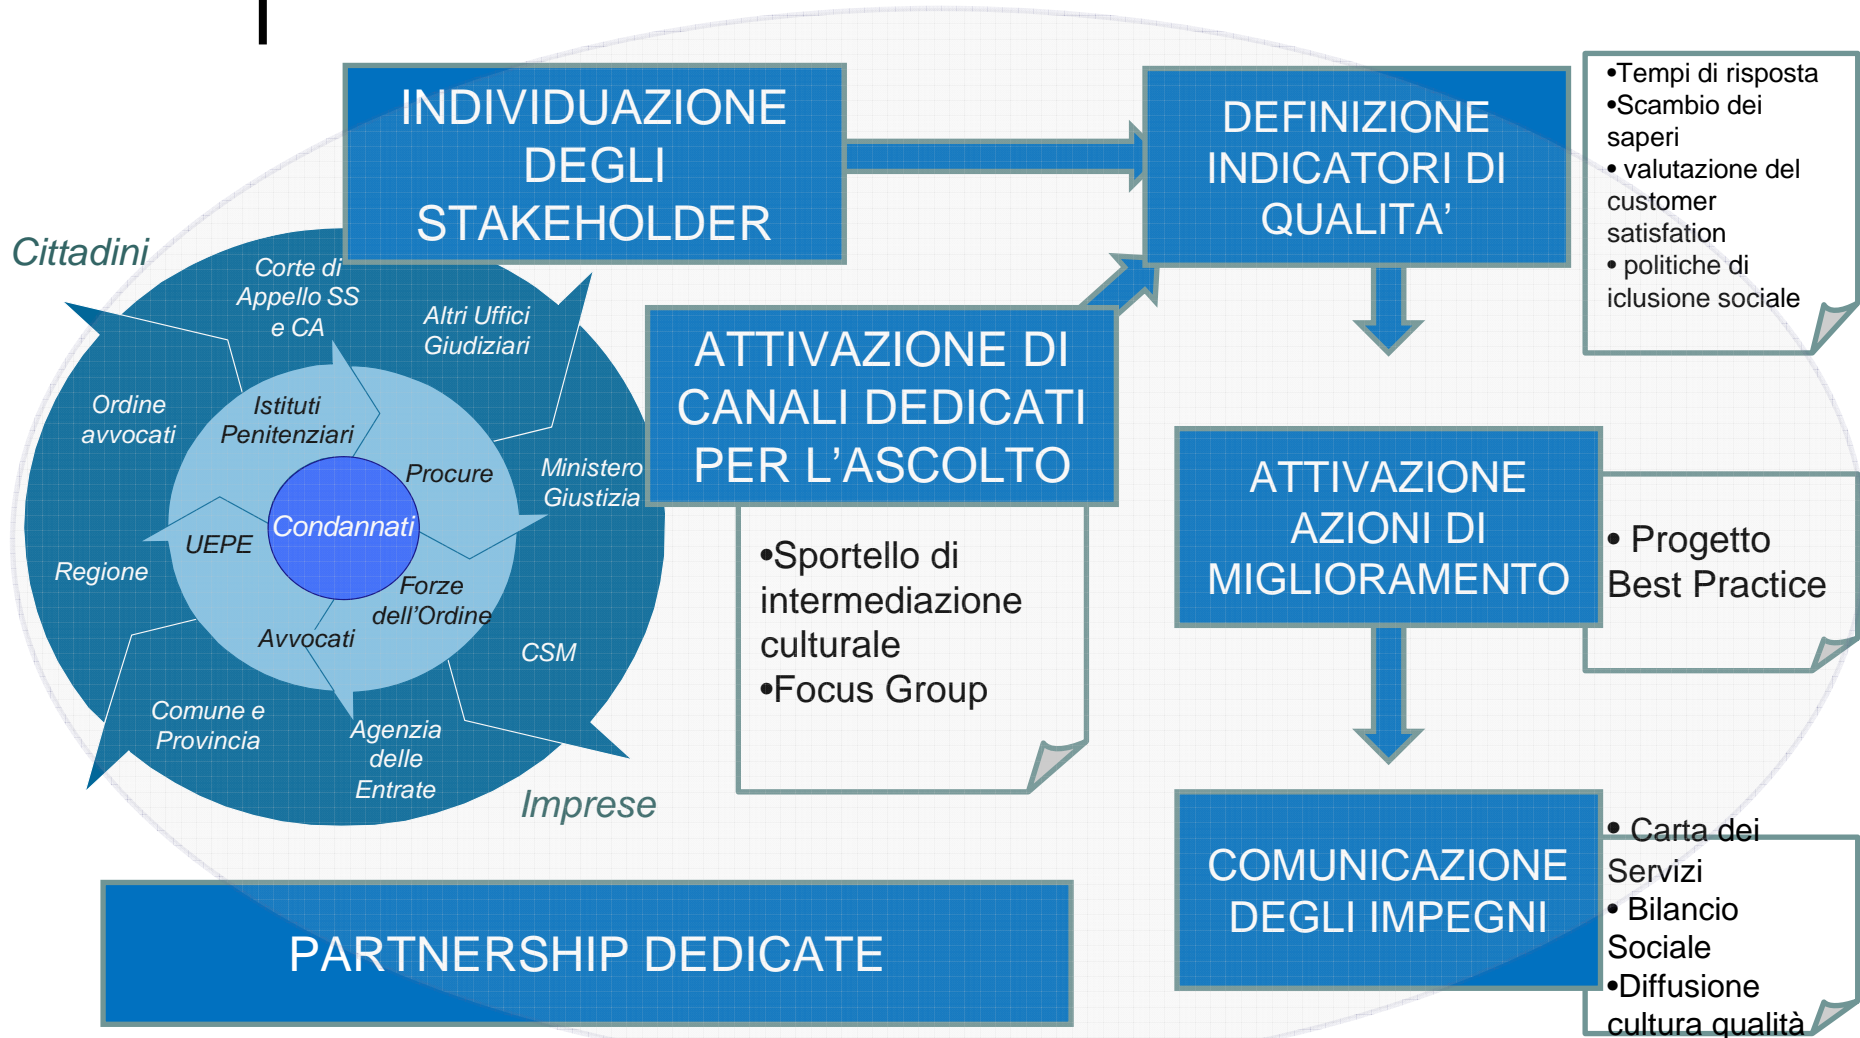 INDIVIDUAZIONE
DEGLI
STAKEHOLDER
DEFINIZIONE
INDICATORI DI
QUALITA’
•Tempi di risposta
•Scambio dei
saperi
• valutazione del
customer
satisfation
• politiche di
iclusione sociale
Cittadini
Corte di
Appello SS
e CA
Altri Uffici
Giudiziari
Ordine
avvocati
Istituti
Penitenziari
Procure
Ministero
Giustizia
Condannati
UEPE
Regione
Forze
dell’Ordine
Avvocati
CSM
Comune e
Provincia
Agenzia
delle
Entrate
Imprese
ATTIVAZIONE DI
CANALI DEDICATI
PER L’ASCOLTO
•Sportello di
intermediazione
culturale
•Focus Group
ATTIVAZIONE
AZIONI DI
MIGLIORAMENTO
• Progetto
Best Practice
COMUNICAZIONE
DEGLI IMPEGNI
• Carta dei
Servizi
• Bilancio
Sociale
•Diffusione
cultura qualità
PARTNERSHIP DEDICATE